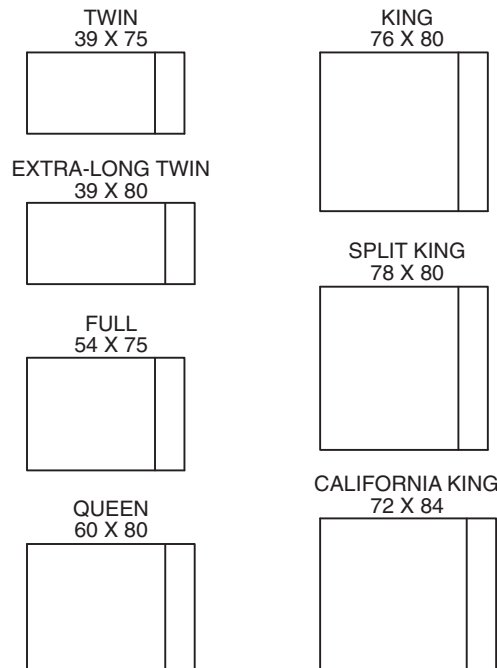 TWIN
39 X 75
EXTRA-LONG TWIN
39 X 80
FULL
54 X 75
QUEEN
60 X 80
KING
76 X 80
SPLIT KING
78 X 80
CALIFORNIA KING
72 X 84